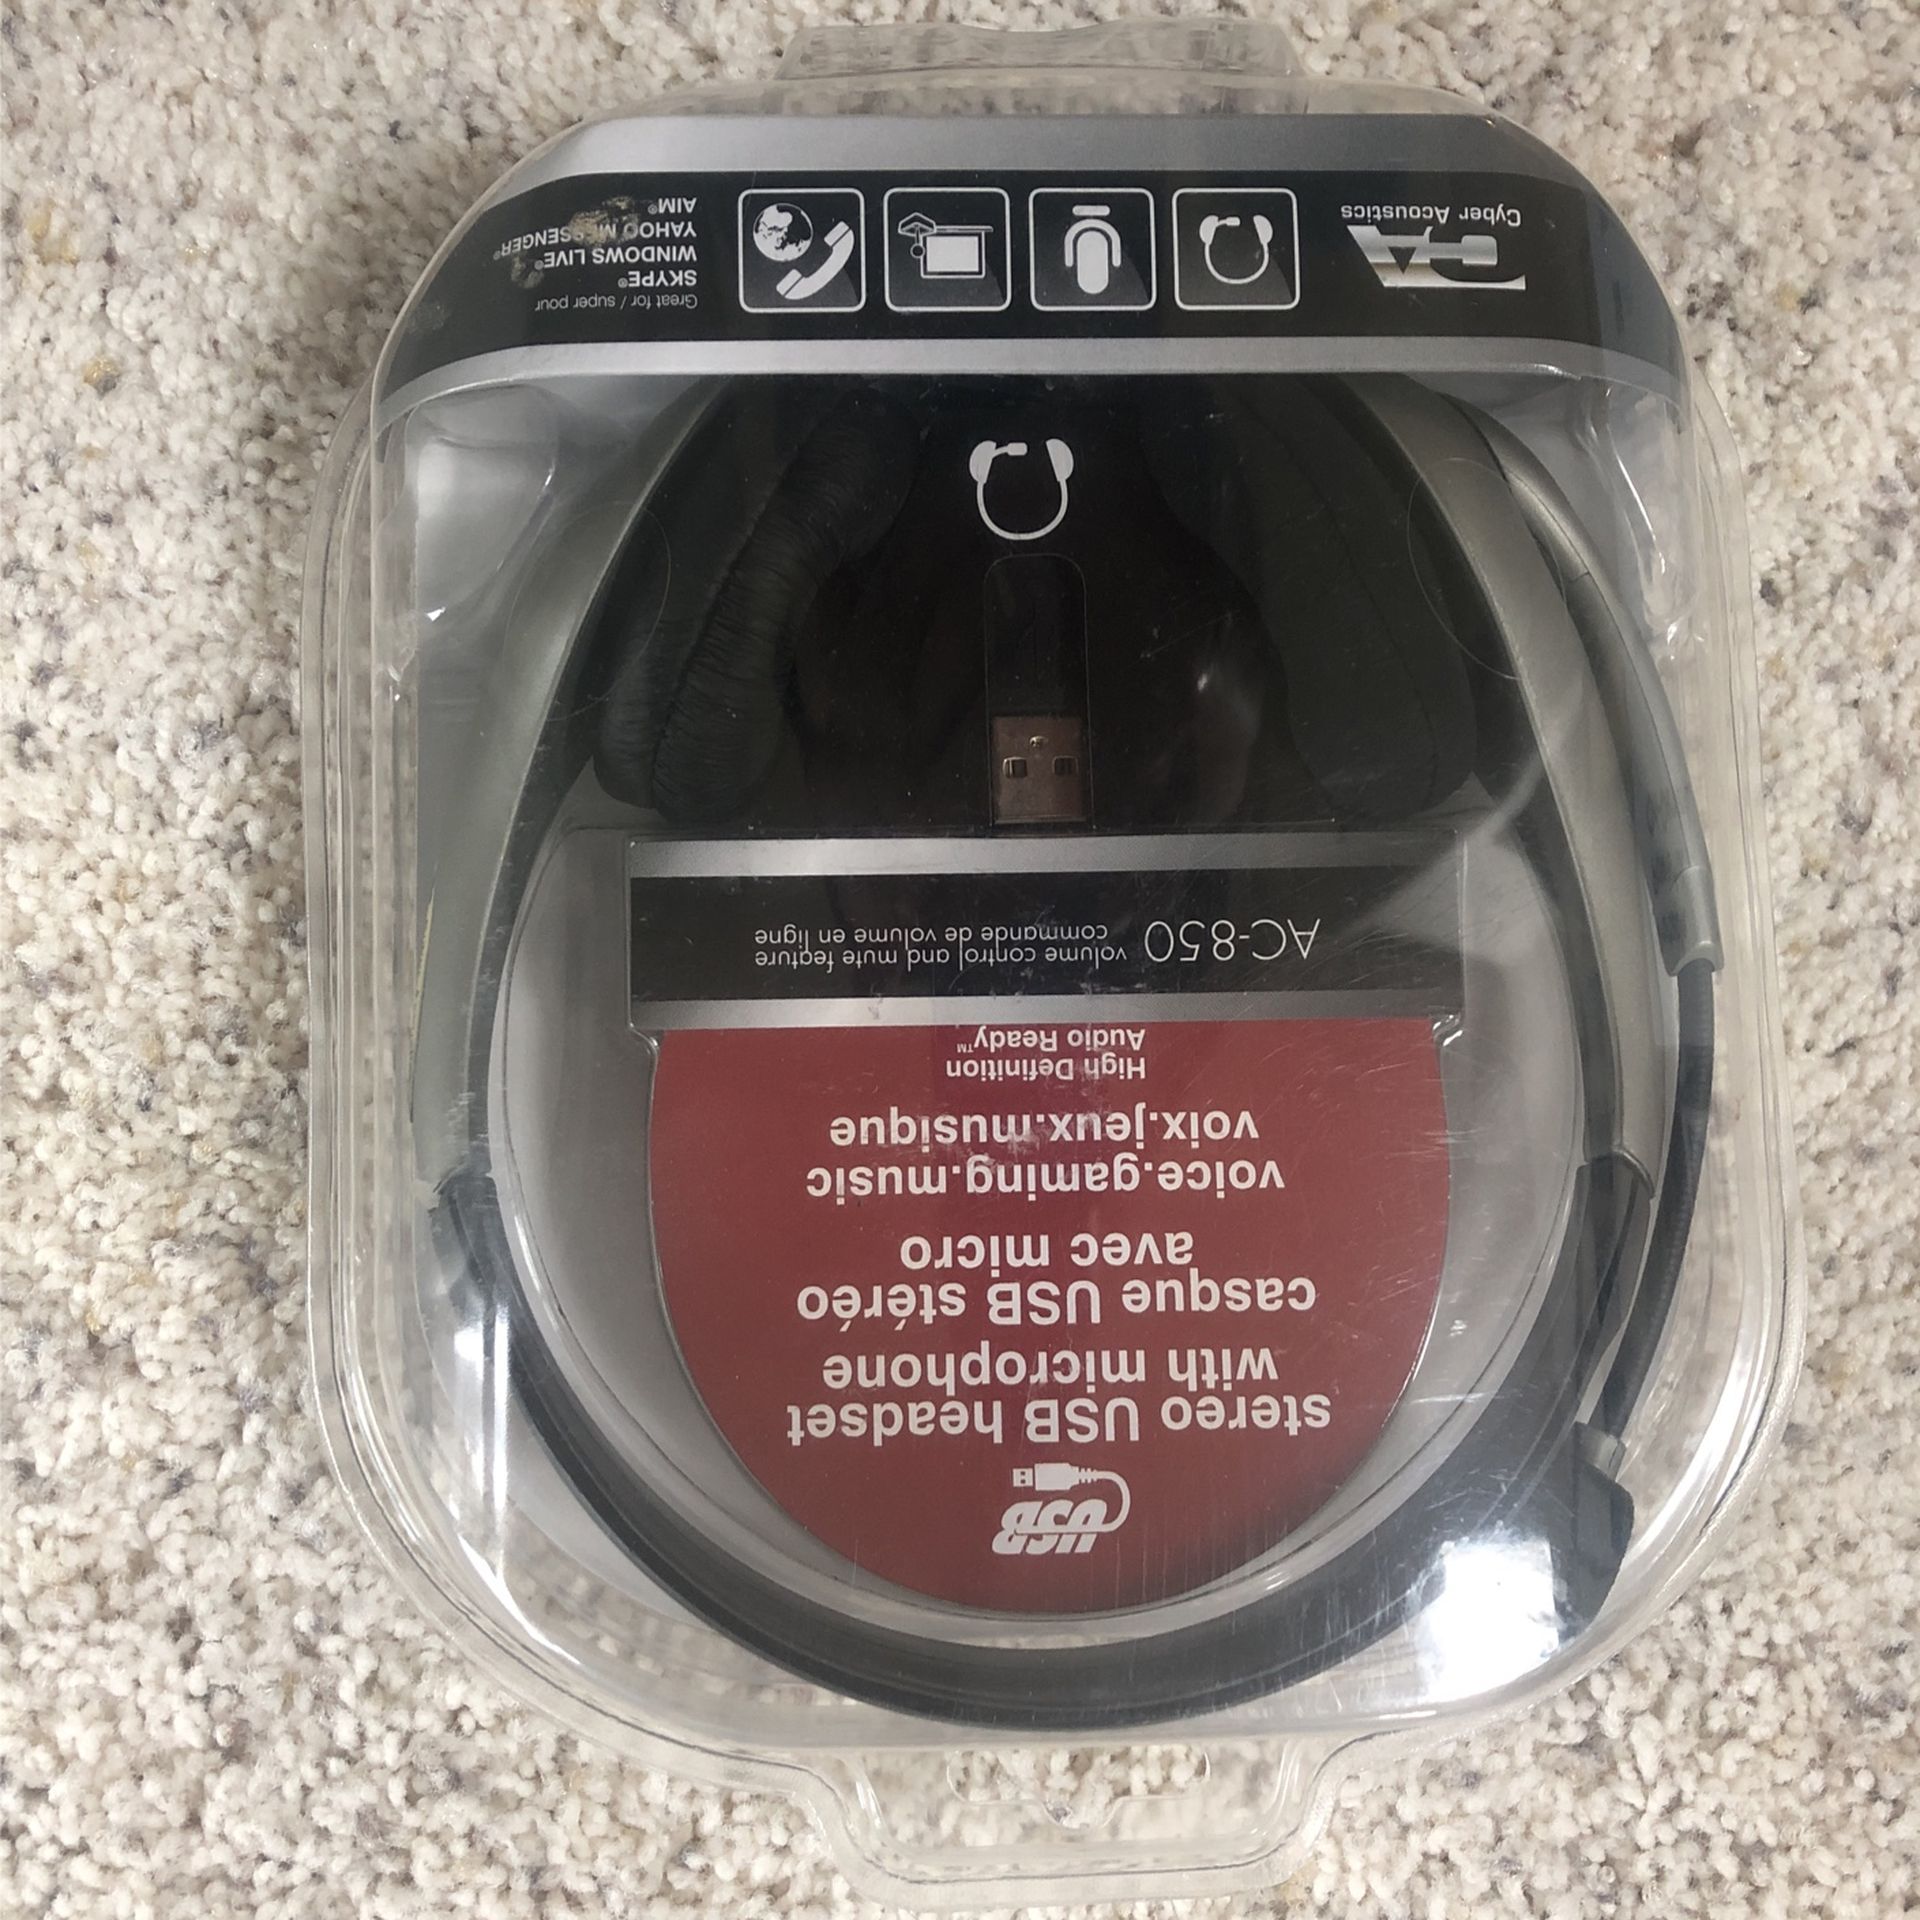 USB
stereo USB headset
with microphone
casque USB stéréo
avec micro
voice.gaming.music
voix.jeux.musique
High Definition
Audio Ready™
AC-850
volume control and mute feature
commande de volume en ligne
CA
Cyber Acoustics
Great for / super pour
SKYPE®
WINDOWS LIVE®
YAHOO MESSENGER®
AIM®